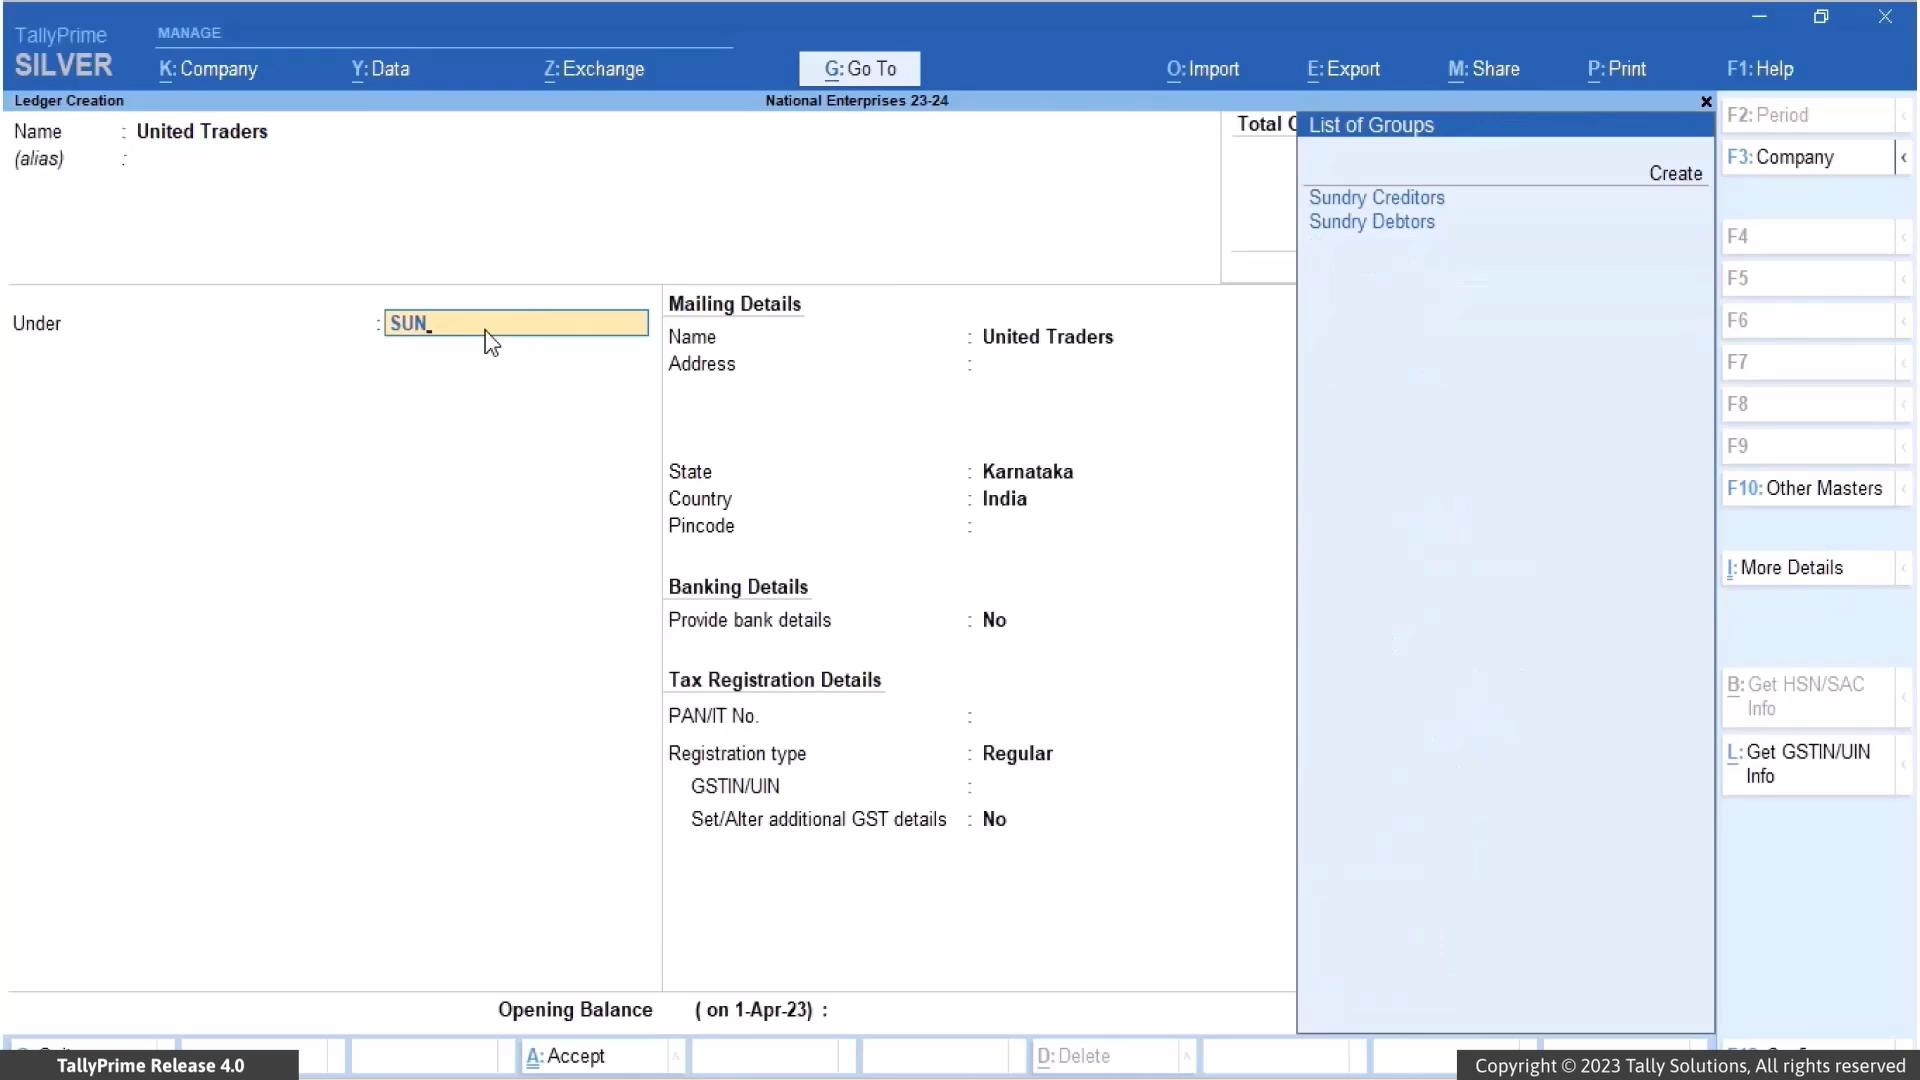 TallyPrime
SILVER
MANAGE
K: Company
Y: Data
Z: Exchange
G: Go To
O: Import
E: Export
M: Share
P: Print
F1: Help
Ledger Creation
National Enterprises 23-24
Name : United Traders
(alias) :
Total
List of Groups
Create
Sundry Creditors
Sundry Debtors
Under : SUN
Mailing Details
Name : United Traders
Address :
State : Karnataka
Country : India
Pincode :
Banking Details
Provide bank details : No
Tax Registration Details
PAN/IT No. :
Registration type : Regular
GSTIN/UIN :
Set/Alter additional GST details : No
Opening Balance ( on 1-Apr-23) :
F2: Period
F3: Company
F4
F5
F6
F7
F8
F9
F10: Other Masters
I: More Details
B: Get HSN/SAC
Info
L: Get GSTIN/UIN
Info
A: Accept
D: Delete
TallyPrime Release 4.0
Copyright © 2023 Tally Solutions, All rights reserved